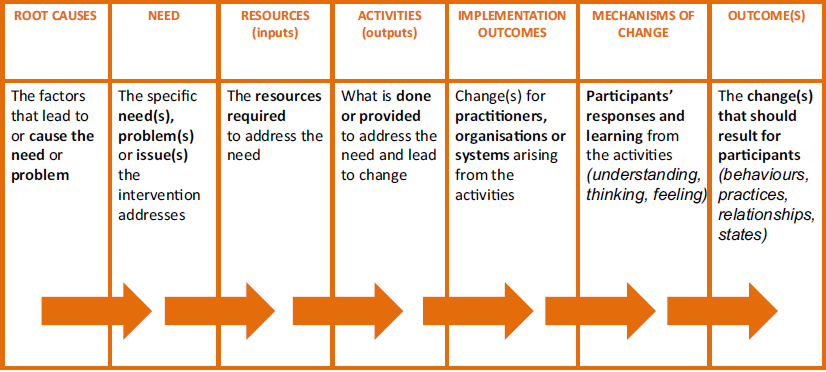 ROOT CAUSES
NEED
RESOURCES
(inputs)
ACTIVITIES
(outputs)
IMPLEMENTATION
OUTCOMES
MECHANISMS OF
CHANGE
OUTCOME(S)
The factors
that lead to
or cause the
need or
problem
The specific
need(s),
problem(s)
or issue(s)
the
intervention
addresses
The resources
required
to address the
need
What is done
or provided
to address the
need and lead
to change
Change(s) for
practitioners,
organisations or
systems arising
from the
activities
Participants’
responses and
learning from
the activities
(understanding,
thinking, feeling)
The change(s)
that should
result for
participants
(behaviours,
practices,
relationships,
states)